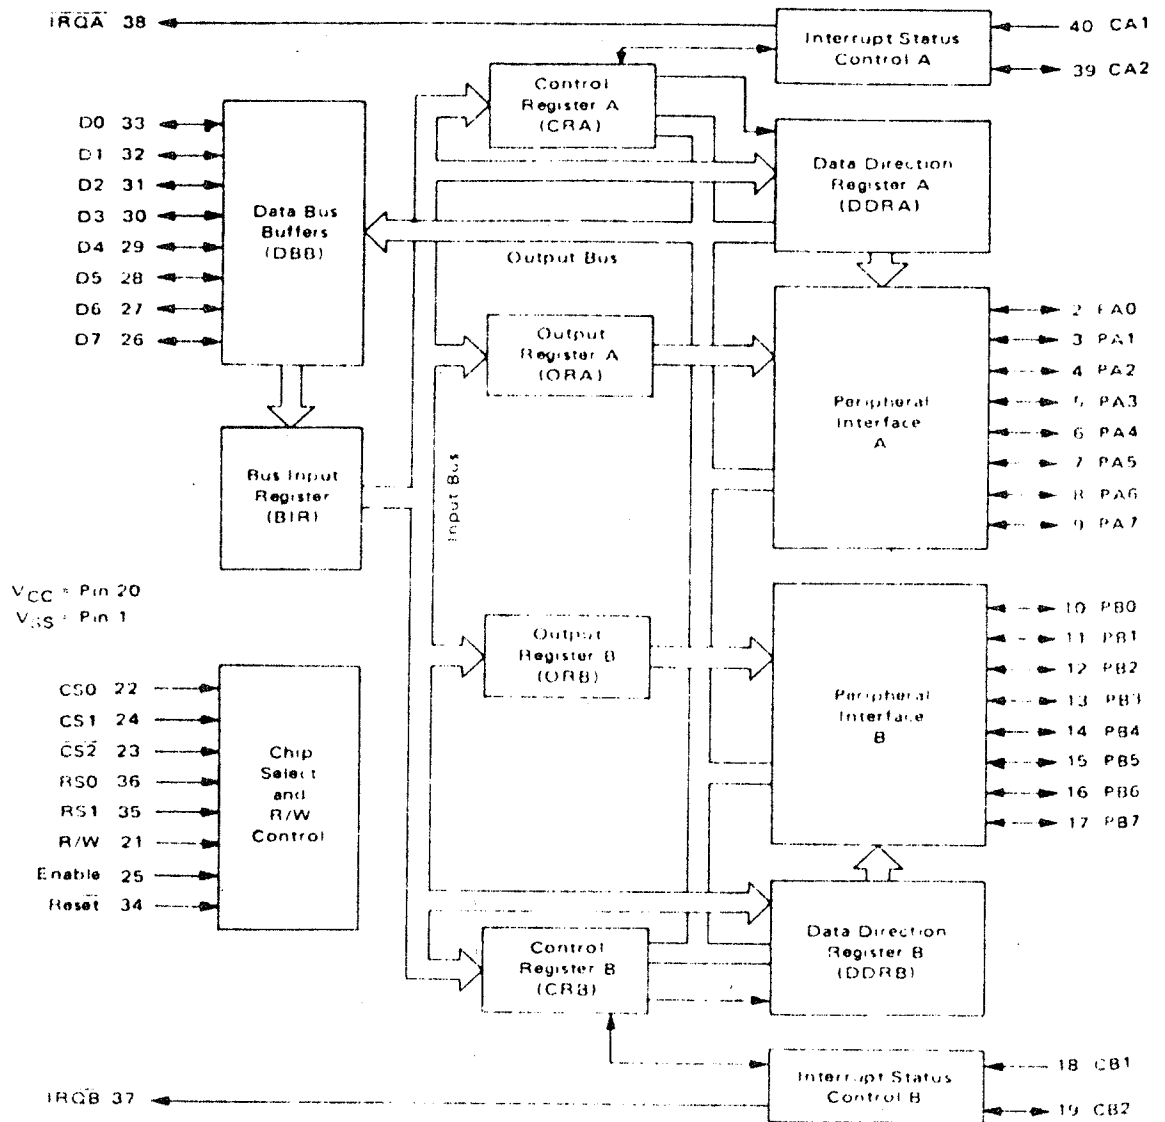 IRQA 38
40 CA1
Interrupt Status
Control A
39 CA2
Control
Register A
(CRA)
D0 33
D1 32
D2 31
D3 30
D4 29
D5 28
D6 27
D7 26
Data Bus
Buffers
(DBB)
Data Direction
Register A
(DDRA)
Output Bus
Output
Register A
(ORA)
2 PA0
3 PA1
4 PA2
5 PA3
6 PA4
7 PA5
8 PA6
9 PA7
Peripheral
Interface
A
Bus Input
Register
(BIR)
Input Bus
VCC = Pin 20
VSS = Pin 1
Output
Register B
(ORB)
10 PB0
11 PB1
12 PB2
13 PB3
14 PB4
15 PB5
16 PB6
17 PB7
Peripheral
Interface
B
CS0 22
CS1 24
CS2 23
RS0 36
RS1 35
R/W 21
Enable 25
Reset 34
Chip
Select
and
R/W
Control
Control
Register B
(CRB)
Data Direction
Register B
(DDRB)
18 CB1
Interrupt Status
Control B
19 CB2
IRQB 37